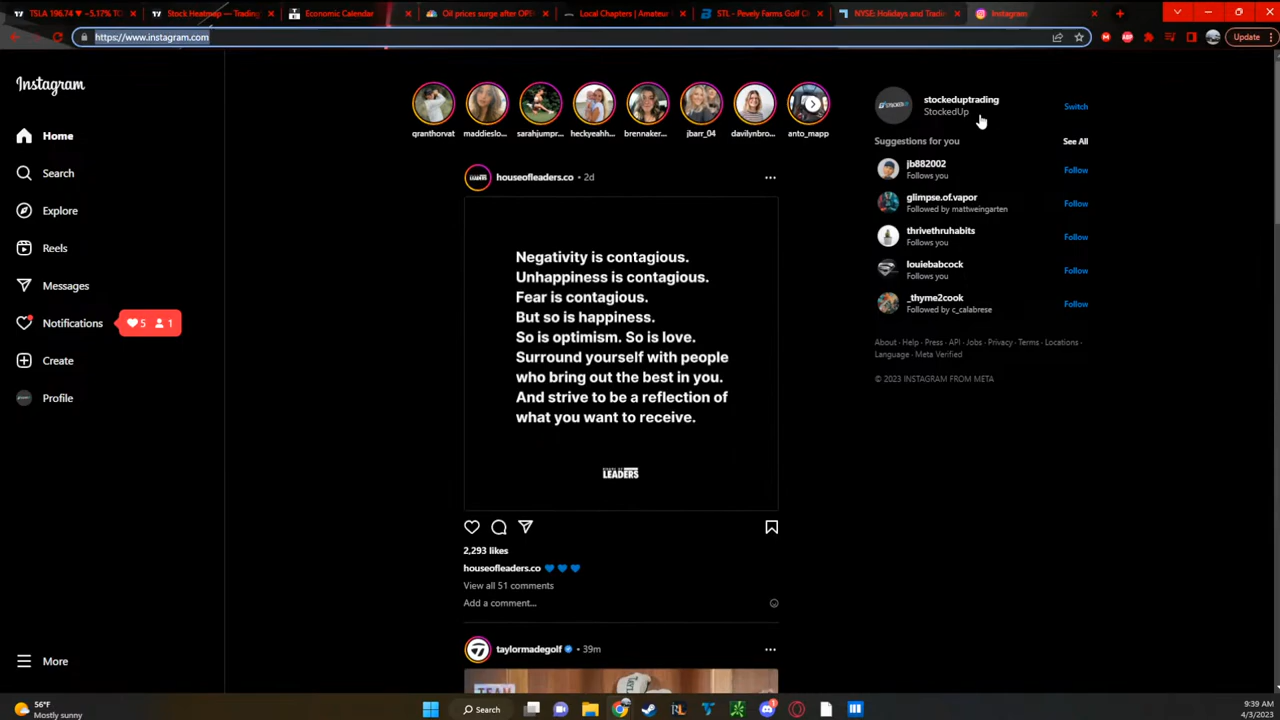 TSLA 196.74 ▼ −5.17%
Stock Heatmap — Trading
Economic Calendar
Oil prices surge after OPE
Local Chapters | Amateur
STL - Pevely Farms Golf Cl
NYSE: Holidays and Tradin
Instagram
https://www.instagram.com
Update
Instagram
Home
Search
Explore
Reels
Messages
Notifications
5 1
Create
Profile
More
qranthorvat
maddieslo...
sarahjumpr...
heckyeahh...
brennaker...
jbarr_04
davilynbro...
anto_mapp
houseofleaders.co • 2d
Negativity is contagious.
Unhappiness is contagious.
Fear is contagious.
But so is happiness.
So is optimism. So is love.
Surround yourself with people
who bring out the best in you.
And strive to be a reflection of
what you want to receive.
LEADERS
2,293 likes
houseofleaders.co 💙 💙 💙
View all 51 comments
Add a comment...
taylormadegolf • 39m
TEAM
stockeduptrading
StockedUp
Switch
Suggestions for you
See All
jb882002
Follows you
Follow
glimpse.of.vapor
Followed by mattweingarten
Follow
thrivethruhabits
Follows you
Follow
louiebabcock
Follows you
Follow
_thyme2cook
Followed by c_calabrese
Follow
About · Help · Press · API · Jobs · Privacy · Terms · Locations ·
Language · Meta Verified
© 2023 INSTAGRAM FROM META
56°F
Mostly sunny
Search
9:39 AM
4/3/2023